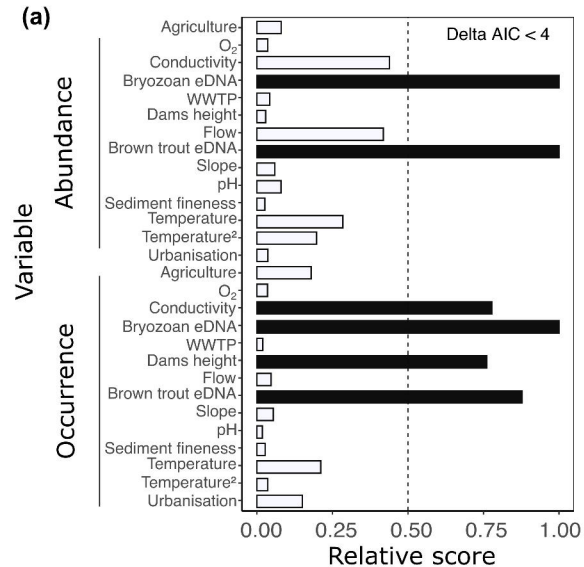 (a)
Delta AIC < 4
Variable
Abundance
Agriculture
O₂
Conductivity
Bryozoan eDNA
WWTP
Dams height
Flow
Brown trout eDNA
Slope
pH
Sediment fineness
Temperature
Temperature²
Urbanisation
Occurrence
Agriculture
O₂
Conductivity
Bryozoan eDNA
WWTP
Dams height
Flow
Brown trout eDNA
Slope
pH
Sediment fineness
Temperature
Temperature²
Urbanisation
0.00 0.25 0.50 0.75 1.00
Relative score